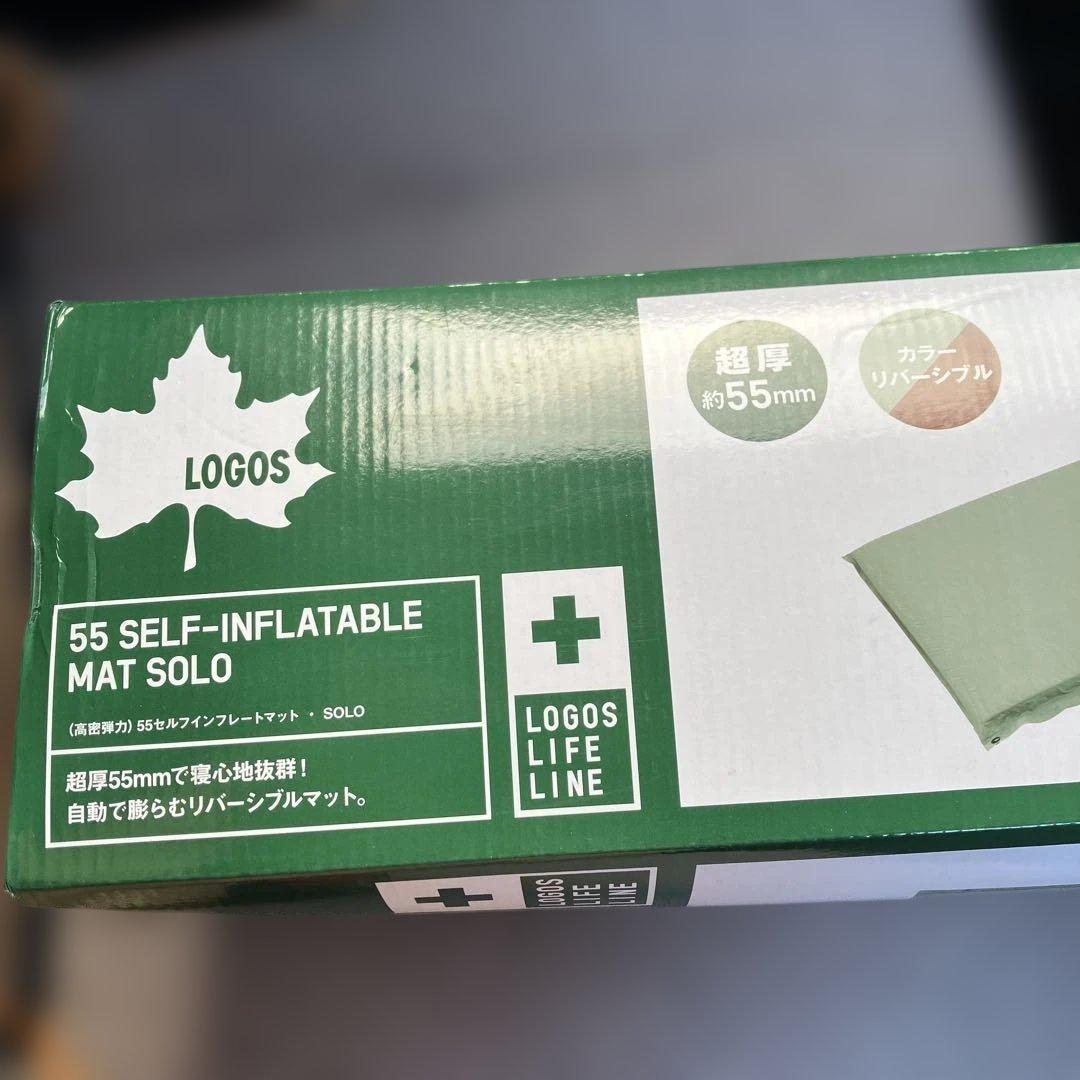 LOGOS
超厚
約55mm
カラー
リバーシブル
55 SELF-INFLATABLE
MAT SOLO
(高密弾力) 55セルフインフレートマット ・ SOLO
超厚55mmで寝心地抜群!
自動で膨らむリバーシブルマット。
LOGOS
LIFE
LINE
LOGOS
LIFE
LINE